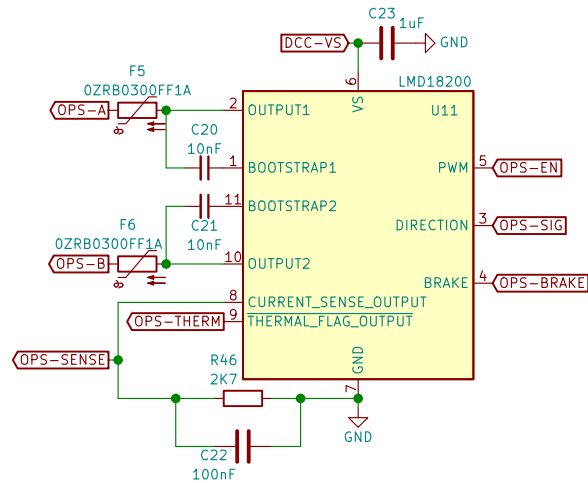 C23
1uF
DCC-VS
GND
6
LMD18200
F5
0ZRB0300FF1A
VS
U11
OPS-A
2
OUTPUT1
C20
10nF
1
BOOTSTRAP1
PWM
5
OPS-EN
11
BOOTSTRAP2
C21
10nF
DIRECTION
3
OPS-SIG
F6
0ZRB0300FF1A
OPS-B
10
OUTPUT2
BRAKE
4
OPS-BRAKE
8
CURRENT_SENSE_OUTPUT
OPS-THERM
9
THERMAL_FLAG_OUTPUT
OPS-SENSE
R46
2K7
GND
7
GND
C22
100nF